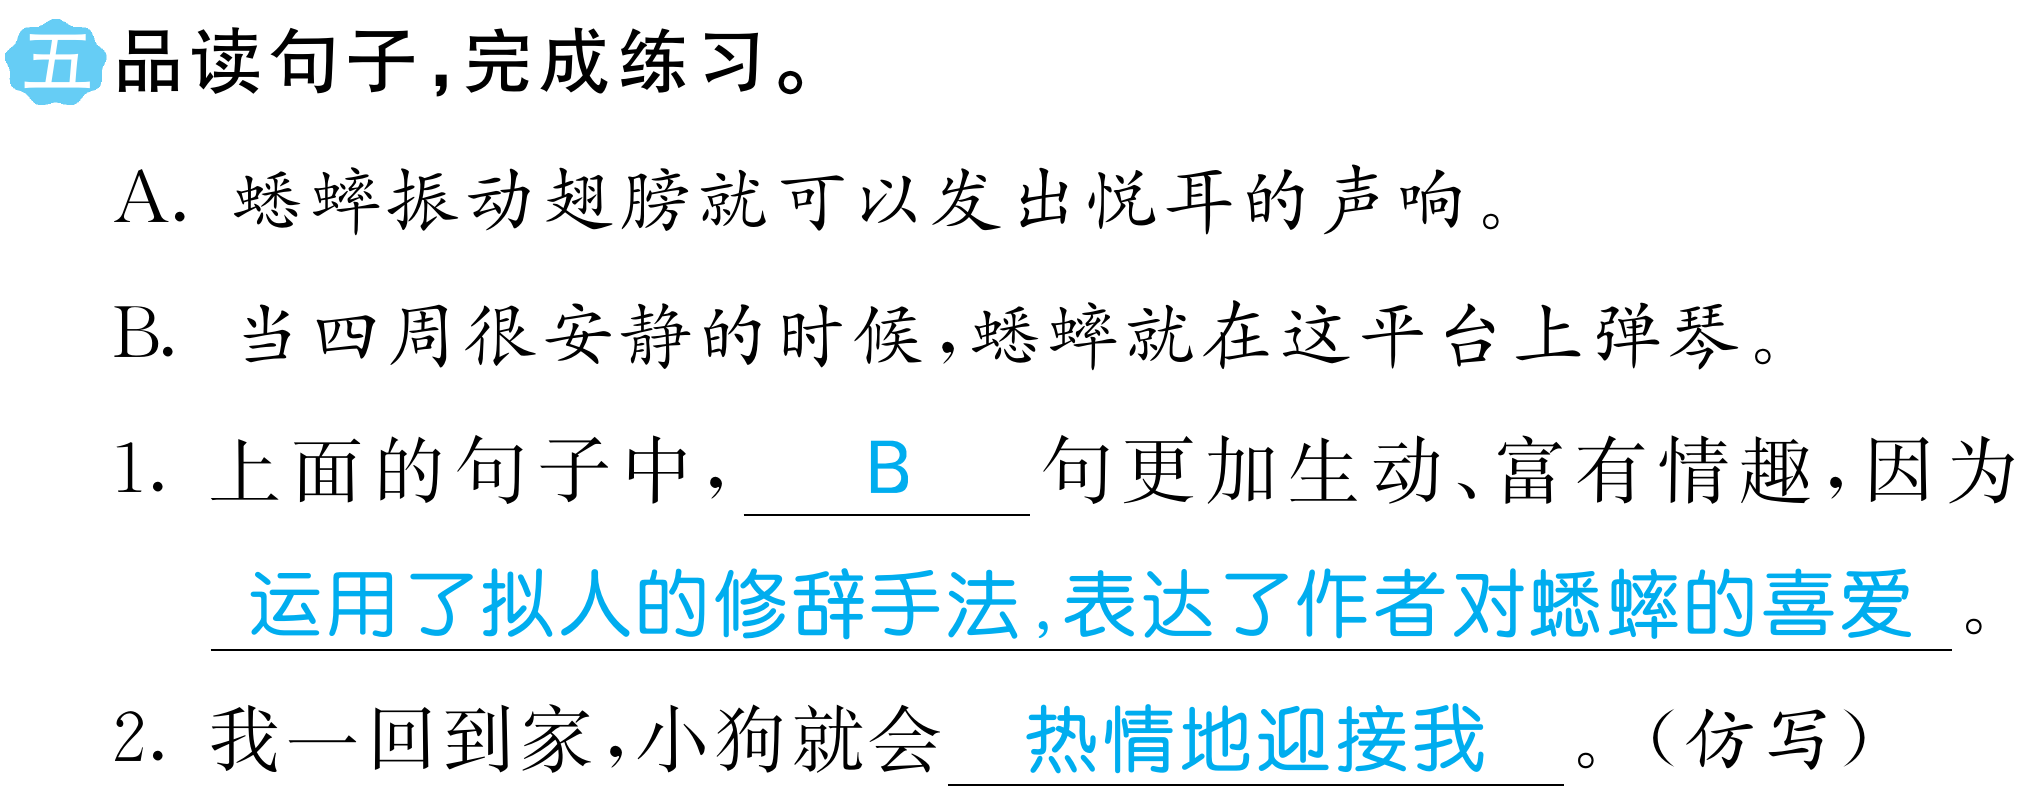 五 品读句子,完成练习。
A. 蟋蟀振动翅膀就可以发出悦耳的声响。
B. 当四周很安静的时候,蟋蟀就在这平台上弹琴。
1. 上面的句子中, B 句更加生动、富有情趣,因为
运用了拟人的修辞手法,表达了作者对蟋蟀的喜爱 。
2. 我一回到家,小狗就会 热情地迎接我 。(仿写)